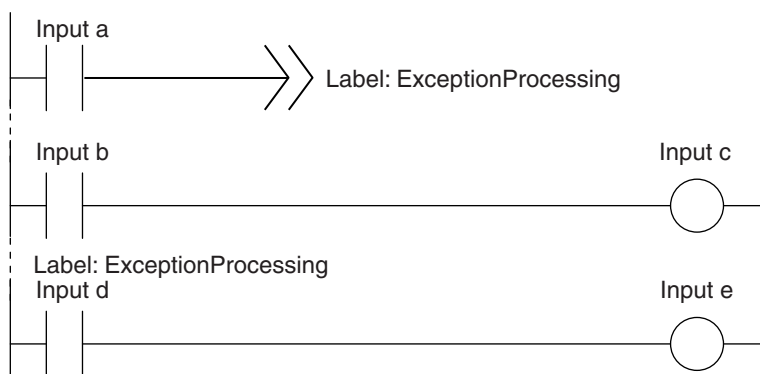 Input a
Label: ExceptionProcessing
Input b
Input c
Label: ExceptionProcessing
Input d
Input e